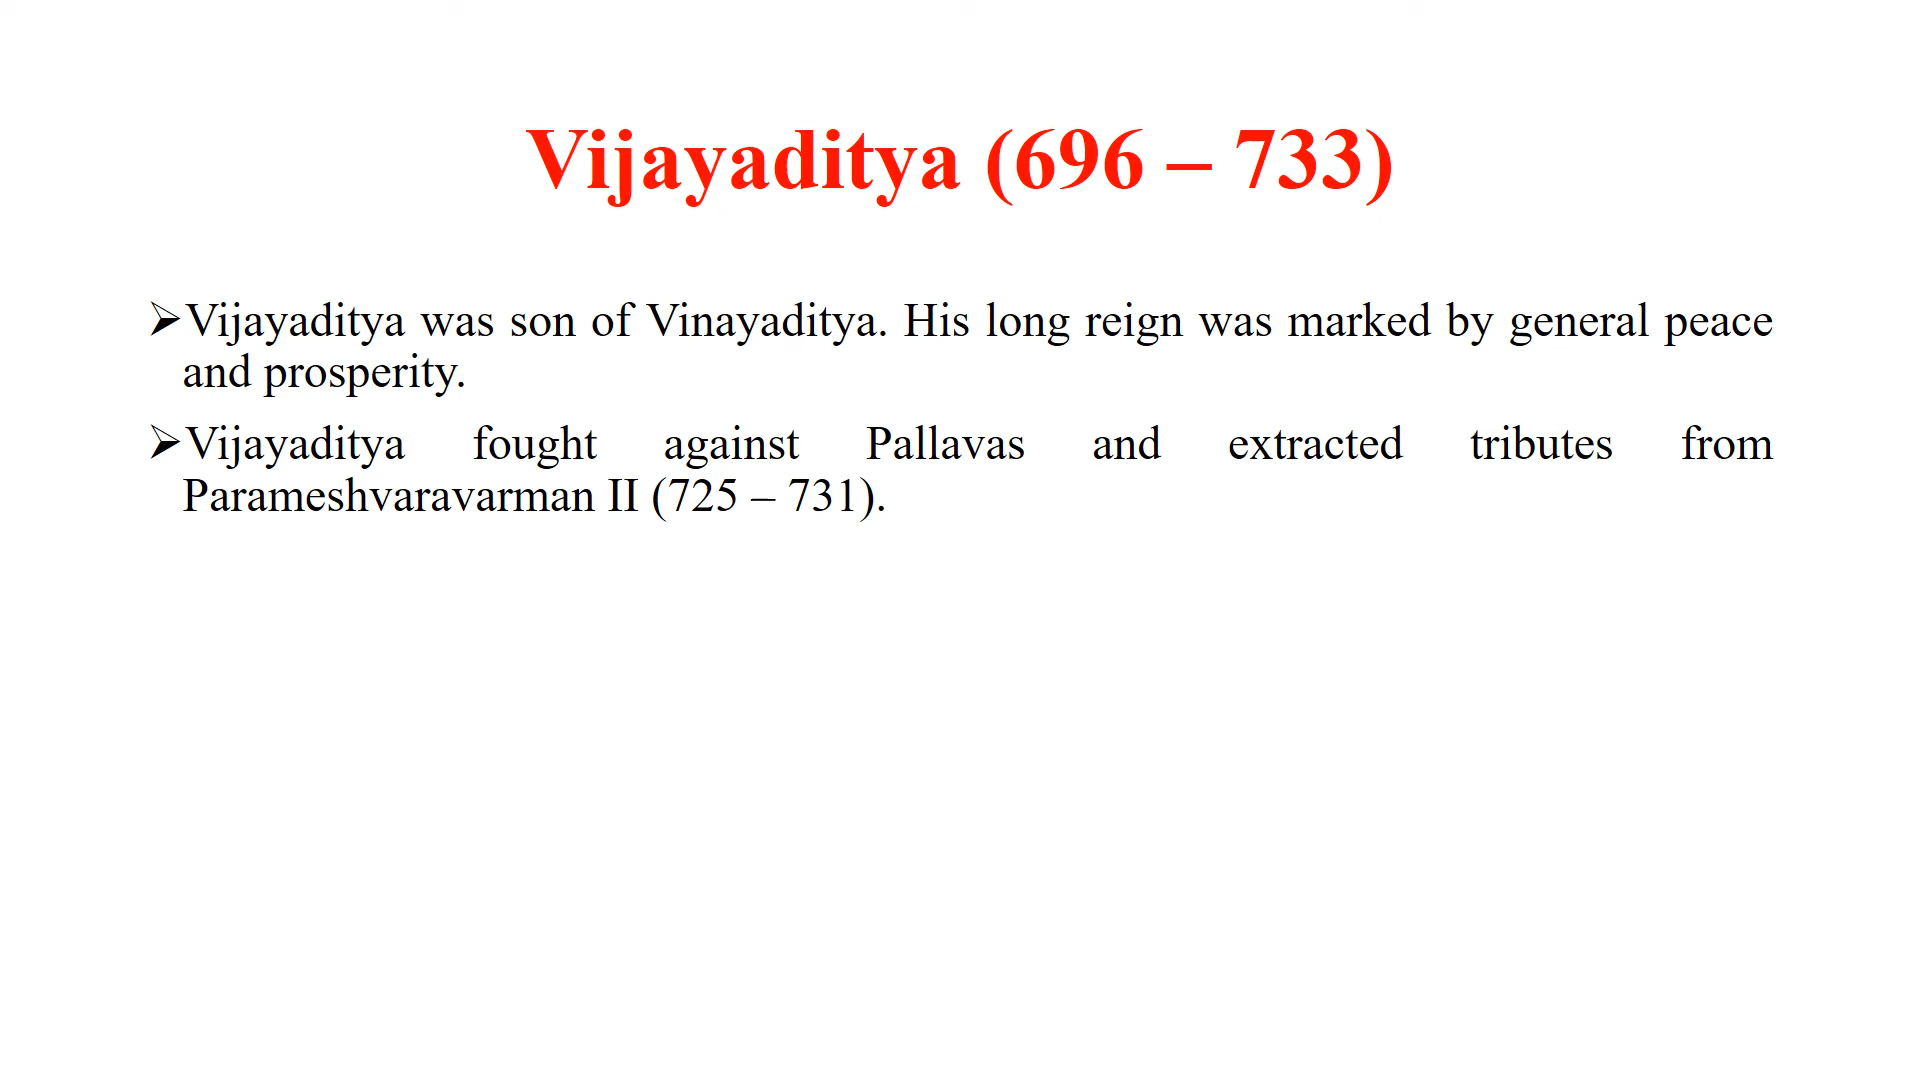 Vijayaditya (696 – 733)
➢Vijayaditya was son of Vinayaditya. His long reign was marked by general peace
and prosperity.
➢Vijayaditya fought against Pallavas and extracted tributes from
Parameshvaravarman II (725 – 731).